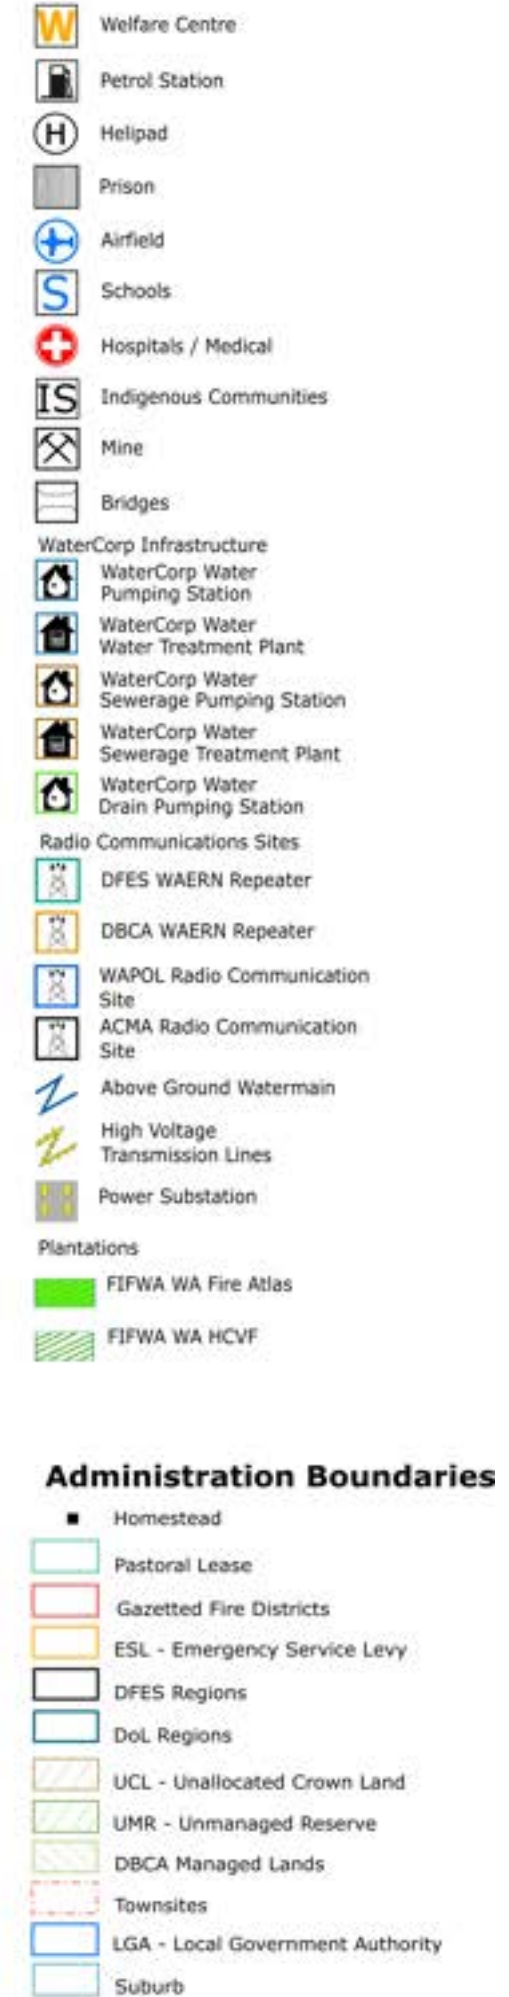 W Welfare Centre
Petrol Station
H Helipad
Prison
Airfield
S Schools
Hospitals / Medical
IS Indigenous Communities
Mine
Bridges
WaterCorp Infrastructure
WaterCorp Water
Pumping Station
WaterCorp Water
Water Treatment Plant
WaterCorp Water
Sewerage Pumping Station
WaterCorp Water
Sewerage Treatment Plant
WaterCorp Water
Drain Pumping Station
Radio Communications Sites
DFES WAERN Repeater
DBCA WAERN Repeater
WAPOL Radio Communication
Site
ACMA Radio Communication
Site
Above Ground Watermain
High Voltage
Transmission Lines
Power Substation
Plantations
FIFWA WA Fire Atlas
FIFWA WA HCVF
Administration Boundaries
Homestead
Pastoral Lease
Gazetted Fire Districts
ESL - Emergency Service Levy
DFES Regions
DoL Regions
UCL - Unallocated Crown Land
UMR - Unmanaged Reserve
DBCA Managed Lands
Townsites
LGA - Local Government Authority
Suburb